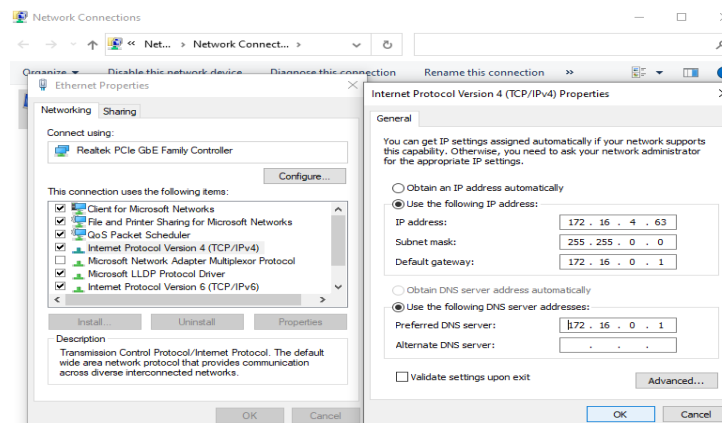 Network Connections
« Net... › Network Connect... ›
Organize Disable this network device Diagnose this connection Rename this connection »
Ethernet Properties
Networking Sharing
Connect using:
Realtek PCIe GbE Family Controller
Configure...
This connection uses the following items:
Client for Microsoft Networks
File and Printer Sharing for Microsoft Networks
QoS Packet Scheduler
Internet Protocol Version 4 (TCP/IPv4)
Microsoft Network Adapter Multiplexor Protocol
Microsoft LLDP Protocol Driver
Internet Protocol Version 6 (TCP/IPv6)
Install... Uninstall Properties
Description
Transmission Control Protocol/Internet Protocol. The default
wide area network protocol that provides communication
across diverse interconnected networks.
OK Cancel
Internet Protocol Version 4 (TCP/IPv4) Properties
General
You can get IP settings assigned automatically if your network supports
this capability. Otherwise, you need to ask your network administrator
for the appropriate IP settings.
Obtain an IP address automatically
Use the following IP address:
IP address: 172 . 16 . 4 . 63
Subnet mask: 255 . 255 . 0 . 0
Default gateway: 172 . 16 . 0 . 1
Obtain DNS server address automatically
Use the following DNS server addresses:
Preferred DNS server: 172 . 16 . 0 . 1
Alternate DNS server: . . .
Validate settings upon exit
Advanced...
OK Cancel